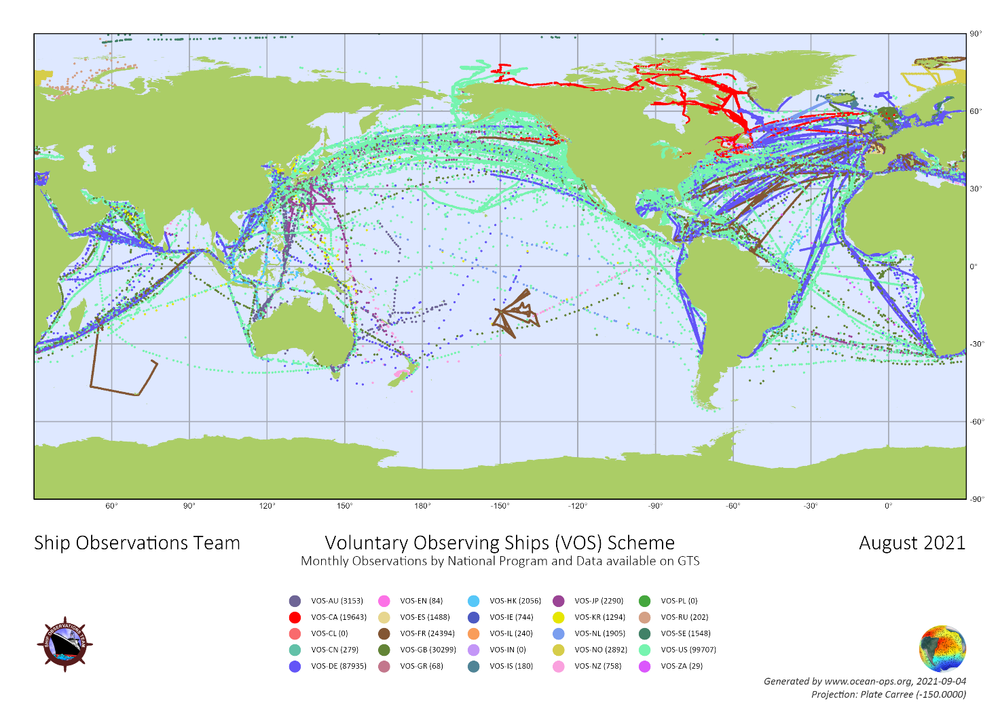 90°
60°
30°
0°
-30°
-60°
-90°
60° 90° 120° 150° 180° -150° -120° -90° -60° -30° 0°
Ship Observations Team Voluntary Observing Ships (VOS) Scheme August 2021
Monthly Observations by National Program and Data available on GTS
VOS-AU (3153) VOS-EN (84) VOS-HK (2056) VOS-JP (2290) VOS-PL (0)
VOS-CA (19643) VOS-ES (1488) VOS-IE (744) VOS-KR (1294) VOS-RU (202)
VOS-CL (0) VOS-FR (24394) VOS-IL (240) VOS-NL (1905) VOS-SE (1548)
VOS-CN (279) VOS-GB (30299) VOS-IN (0) VOS-NO (2892) VOS-US (99707)
VOS-DE (87935) VOS-GR (68) VOS-IS (180) VOS-NZ (758) VOS-ZA (29)
SHIP OBSERVATIONS TEAM
Generated by www.ocean-ops.org, 2021-09-04
Projection: Plate Carree (-150.0000)